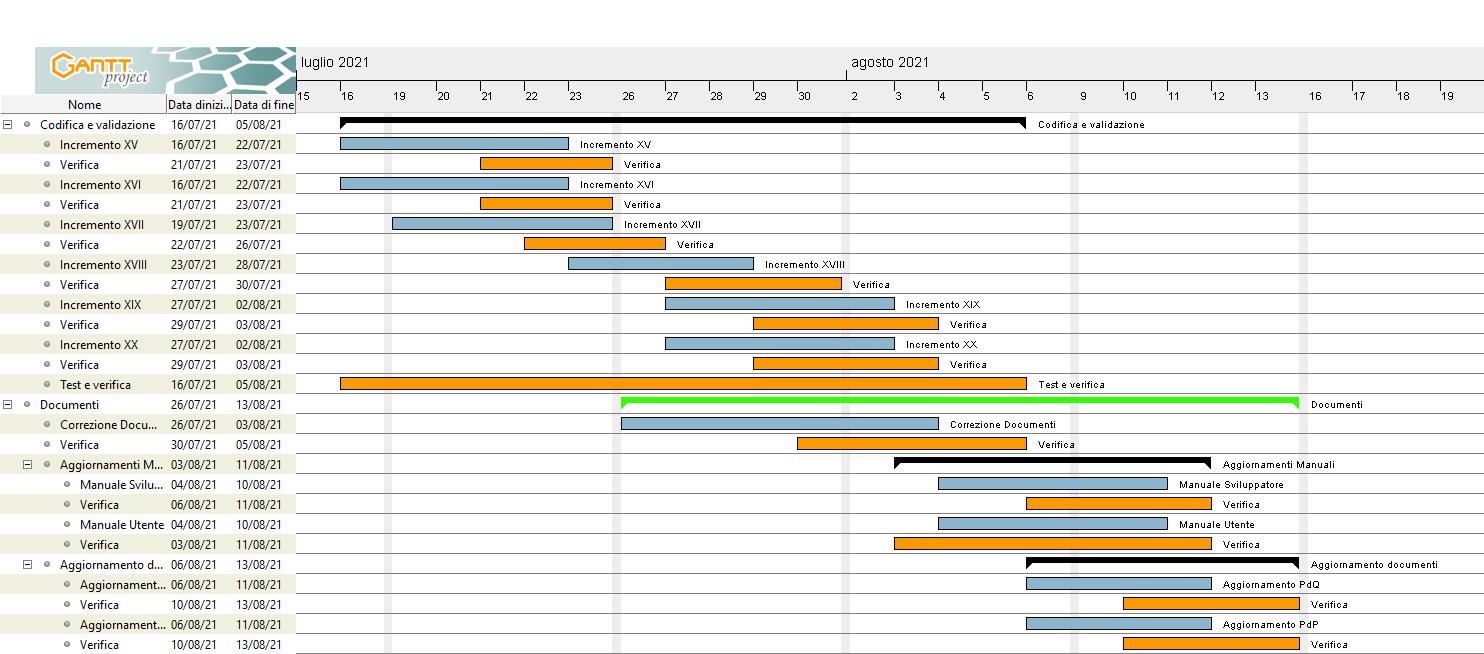 GANTT
project
luglio 2021 agosto 2021
15 16 19 20 21 22 23 26 27 28 29 30 2 3 4 5 6 9 10 11 12 13 16 17 18 19
Nome Data dinizi... Data di fine
Codifica e validazione 16/07/21 05/08/21 Codifica e validazione
Incremento XV 16/07/21 22/07/21 Incremento XV
Verifica 21/07/21 23/07/21 Verifica
Incremento XVI 16/07/21 22/07/21 Incremento XVI
Verifica 21/07/21 23/07/21 Verifica
Incremento XVII 19/07/21 23/07/21 Incremento XVII
Verifica 22/07/21 26/07/21 Verifica
Incremento XVIII 23/07/21 28/07/21 Incremento XVIII
Verifica 27/07/21 30/07/21 Verifica
Incremento XIX 27/07/21 02/08/21 Incremento XIX
Verifica 29/07/21 03/08/21 Verifica
Incremento XX 27/07/21 02/08/21 Incremento XX
Verifica 29/07/21 03/08/21 Verifica
Test e verifica 16/07/21 05/08/21 Test e verifica
Documenti 26/07/21 13/08/21 Documenti
Correzione Docu... 26/07/21 03/08/21 Correzione Documenti
Verifica 30/07/21 05/08/21 Verifica
Aggiornamenti M... 03/08/21 11/08/21 Aggiornamenti Manuali
Manuale Svilu... 04/08/21 10/08/21 Manuale Sviluppatore
Verifica 06/08/21 11/08/21 Verifica
Manuale Utente 04/08/21 10/08/21 Manuale Utente
Verifica 03/08/21 11/08/21 Verifica
Aggiornamento d... 06/08/21 13/08/21 Aggiornamento documenti
Aggiornament... 06/08/21 11/08/21 Aggiornamento PdQ
Verifica 10/08/21 13/08/21 Verifica
Aggiornament... 06/08/21 11/08/21 Aggiornamento PdP
Verifica 10/08/21 13/08/21 Verifica